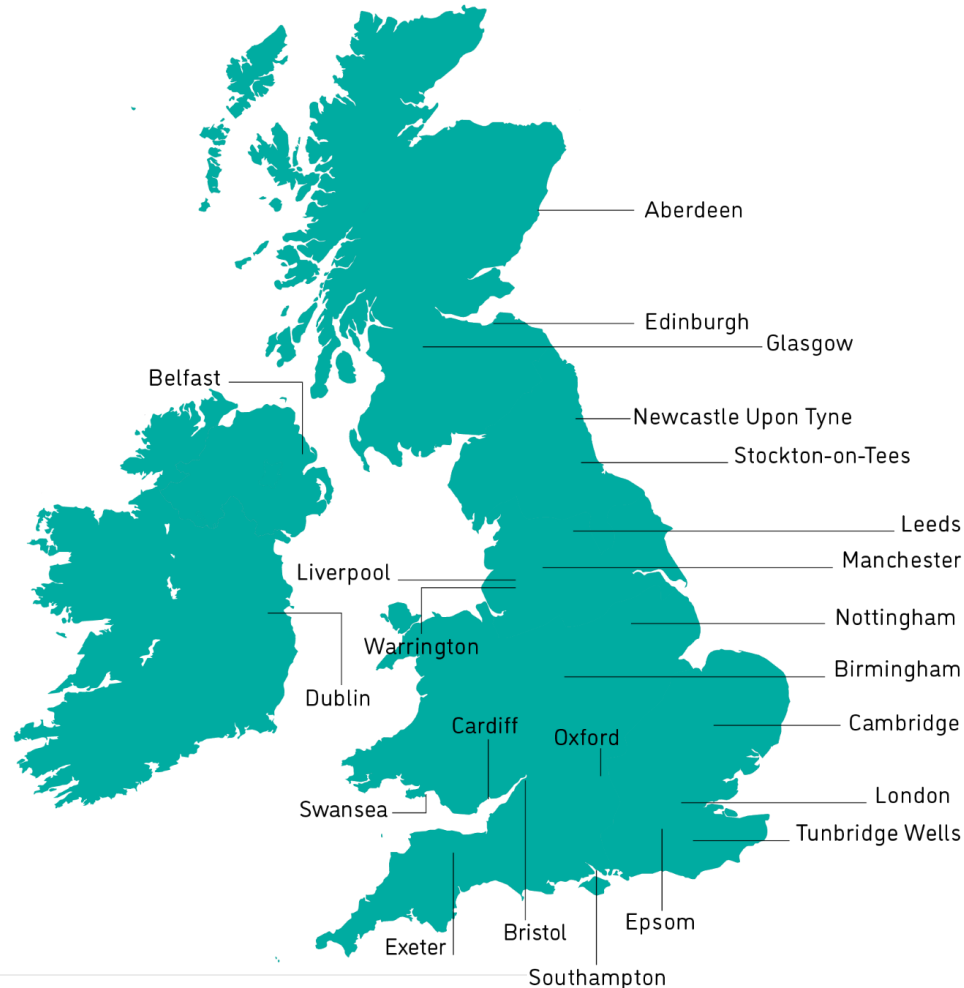 Aberdeen
Edinburgh
Glasgow
Belfast
Newcastle Upon Tyne
Stockton-on-Tees
Leeds
Manchester
Liverpool
Nottingham
Warrington
Birmingham
Dublin
Cambridge
Cardiff
Oxford
London
Swansea
Tunbridge Wells
Epsom
Bristol
Exeter
Southampton